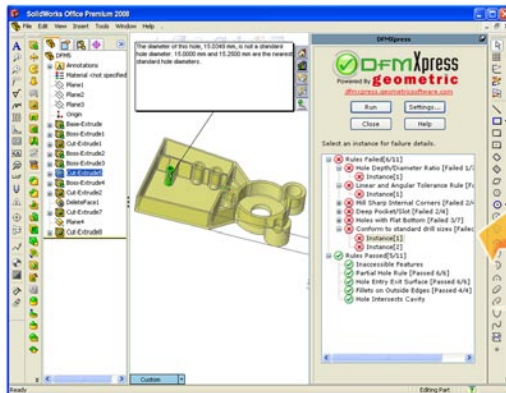 SolidWorks Office Premium 2008
File Edit View Insert Tools Window Help
The diameter of this hole, 15.0348 mm, is not a standard
hole diameter. 15.0000 mm and 15.2500 mm are the nearest
standard hole diameters.
DFM5
Annotations
Material <not specified
Plane1
Plane2
Plane3
Origin
Base-Extrude
Boss-Extrude1
Cut-Extrude1
Boss-Extrude2
Boss-Extrude3
Cut-Extrude5
Boss-Extrude4
Cut-Extrude2
DeleteFace1
Cut-Extrude7
Plane4
Cut-Extrude8
DFMXpress
DFMXpress
Powered By geometric
dfmxpress.geometricsoftware.com
Run Settings...
Close Help
Select an instance for failure details.
Rules Failed[6/11]
Hole Depth/Diameter Ratio [Failed 1/
Instance[1]
Linear and Angular Tolerance Rule [F
Instance[1]
Mill Sharp Internal Corners [Failed 2/
Deep Pocket/Slot [Failed 2/4]
Holes with Flat Bottom [Failed 3/7]
Conform to standard drill sizes [Failed
Instance[1]
Instance[2]
Rules Passed[5/11]
Inaccessible Features
Partial Hole Rule [Passed 6/6]
Hole Entry Exit Surface [Passed 6/6]
Fillets on Outside Edges [Passed 4/4]
Hole Intersects Cavity
Custom
Ready
Editing Part